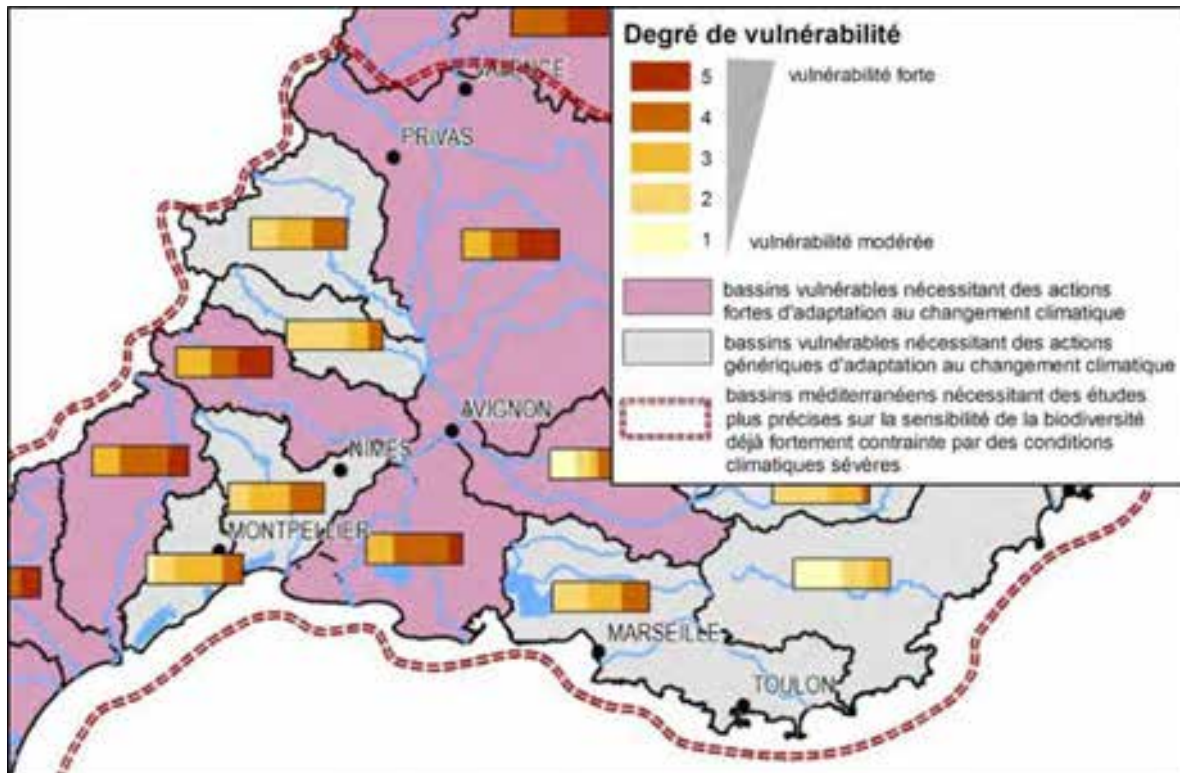 Degré de vulnérabilité
5
vulnérabilité forte
4
3
2
1
vulnérabilité modérée
bassins vulnérables nécessitant des actions
fortes d'adaptation au changement climatique
bassins vulnérables nécessitant des actions
génériques d'adaptation au changement climatique
bassins méditerranéens nécessitant des études
plus précises sur la sensibilité de la biodiversité
déjà fortement contrainte par des conditions
climatiques sévères
VALENCE
PRIVAS
AVIGNON
NIMES
MONTPELLIER
MARSEILLE
TOULON